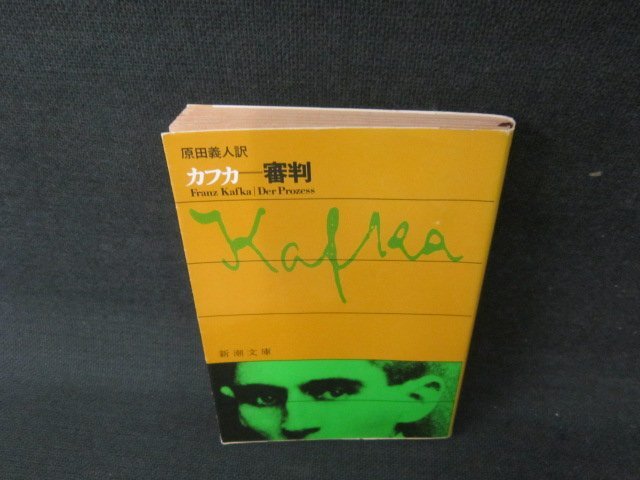 原田義人訳
カフカ―審判
Franz Kafka | Der Prozess
Kafka
新潮文庫